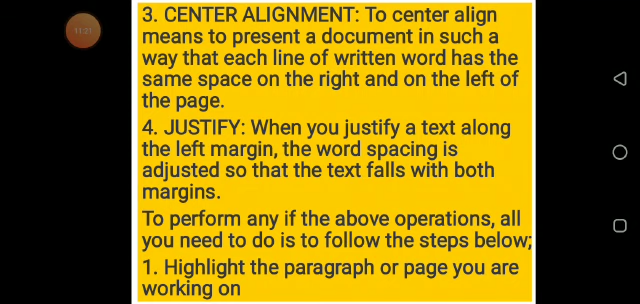 11:21
3. CENTER ALIGNMENT: To center align
means to present a document in such a
way that each line of written word has the
same space on the right and on the left of
the page.
4. JUSTIFY: When you justify a text along
the left margin, the word spacing is
adjusted so that the text falls with both
margins.
To perform any if the above operations, all
you need to do is to follow the steps below;
1. Highlight the paragraph or page you are
working on